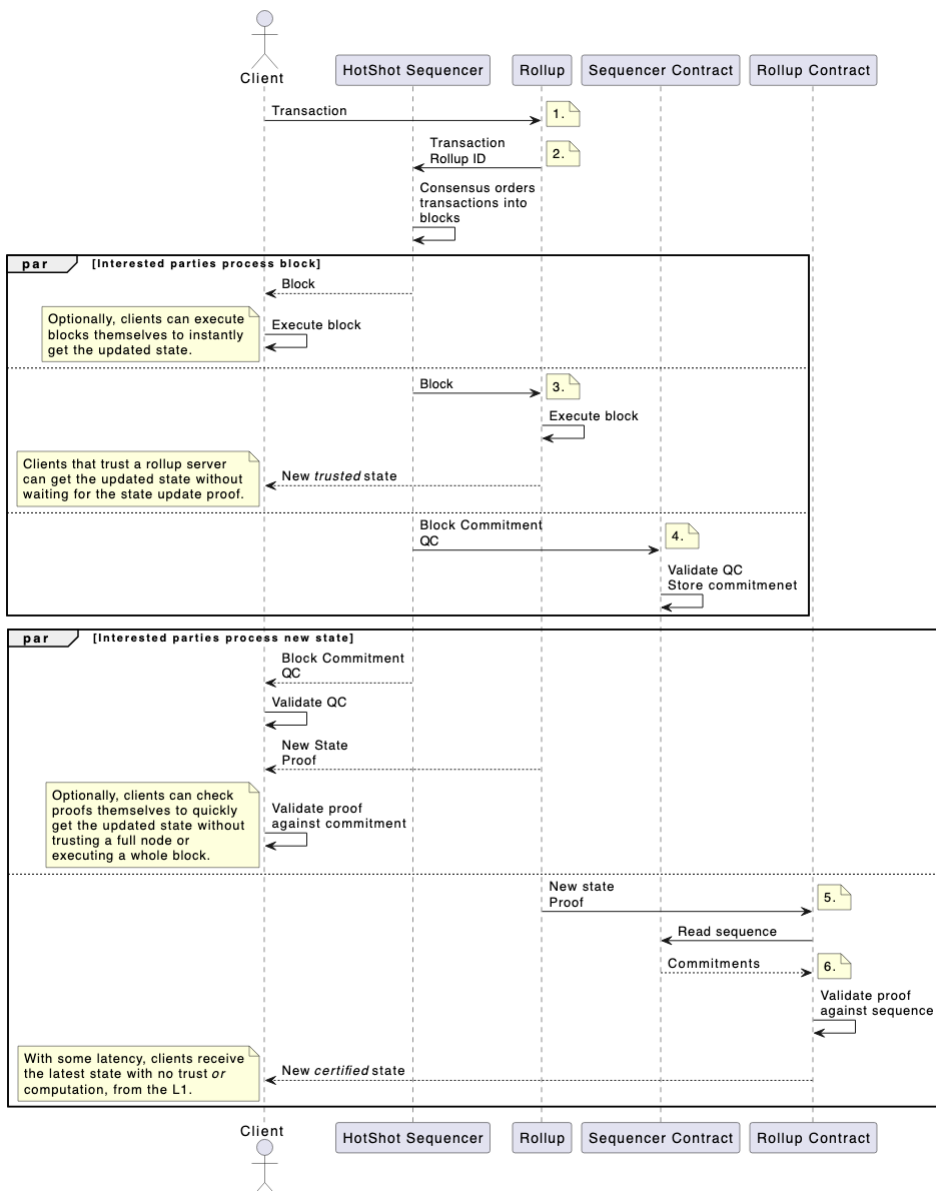 Client
HotShot Sequencer
Rollup
Sequencer Contract
Rollup Contract
Transaction
1.
Transaction
Rollup ID
2.
Consensus orders
transactions into
blocks
par
[Interested parties process block]
Block
Optionally, clients can execute
blocks themselves to instantly
get the updated state.
Execute block
Block
3.
Execute block
Clients that trust a rollup server
can get the updated state without
waiting for the state update proof.
New trusted state
Block Commitment
QC
4.
Validate QC
Store commitmenet
par
[Interested parties process new state]
Block Commitment
QC
Validate QC
New State
Proof
Optionally, clients can check
proofs themselves to quickly
get the updated state without
trusting a full node or
executing a whole block.
Validate proof
against commitment
New state
Proof
5.
Read sequence
Commitments
6.
Validate proof
against sequence
With some latency, clients receive
the latest state with no trust or
computation, from the L1.
New certified state
Client
HotShot Sequencer
Rollup
Sequencer Contract
Rollup Contract